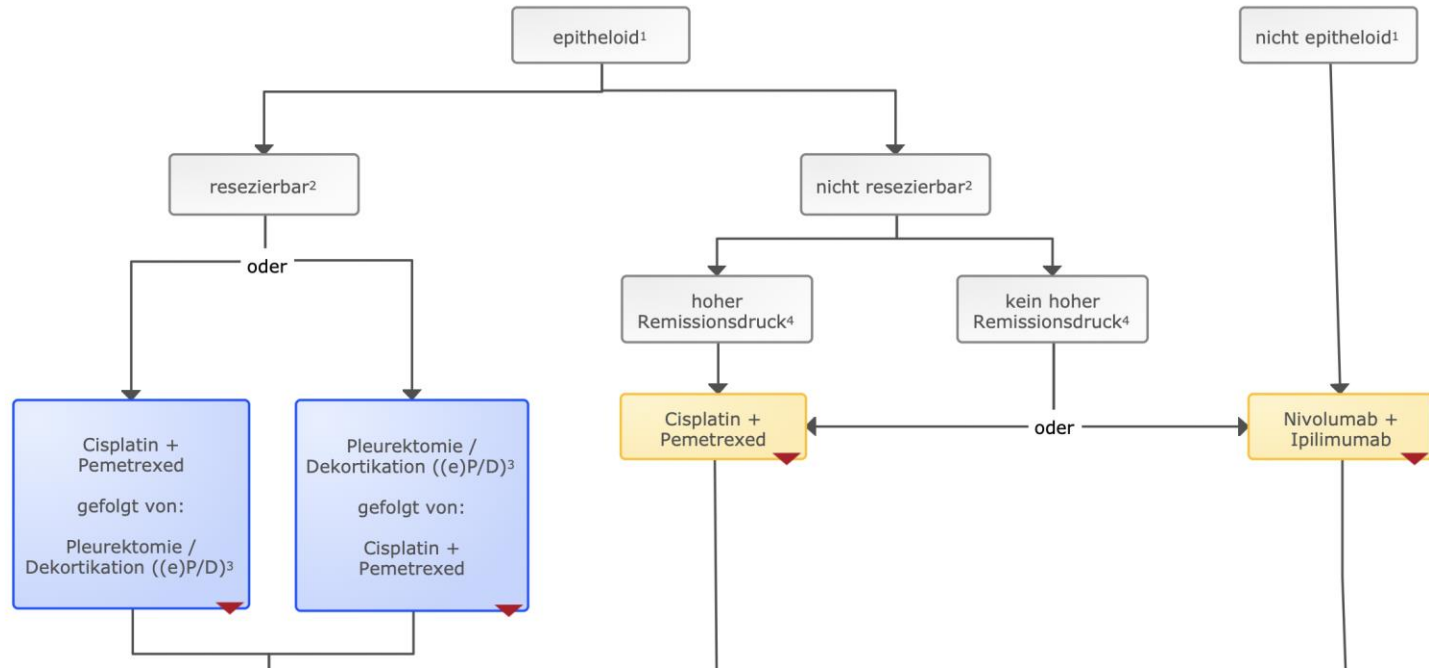 epitheloid¹
nicht epitheloid¹
resezierbar²
nicht resezierbar²
oder
hoher
Remissionsdruck⁴
kein hoher
Remissionsdruck⁴
Cisplatin +
Pemetrexed
gefolgt von:
Pleurektomie /
Dekortikation ((e)P/D)³
Pleurektomie /
Dekortikation ((e)P/D)³
gefolgt von:
Cisplatin +
Pemetrexed
Cisplatin +
Pemetrexed
oder
Nivolumab +
Ipilimumab